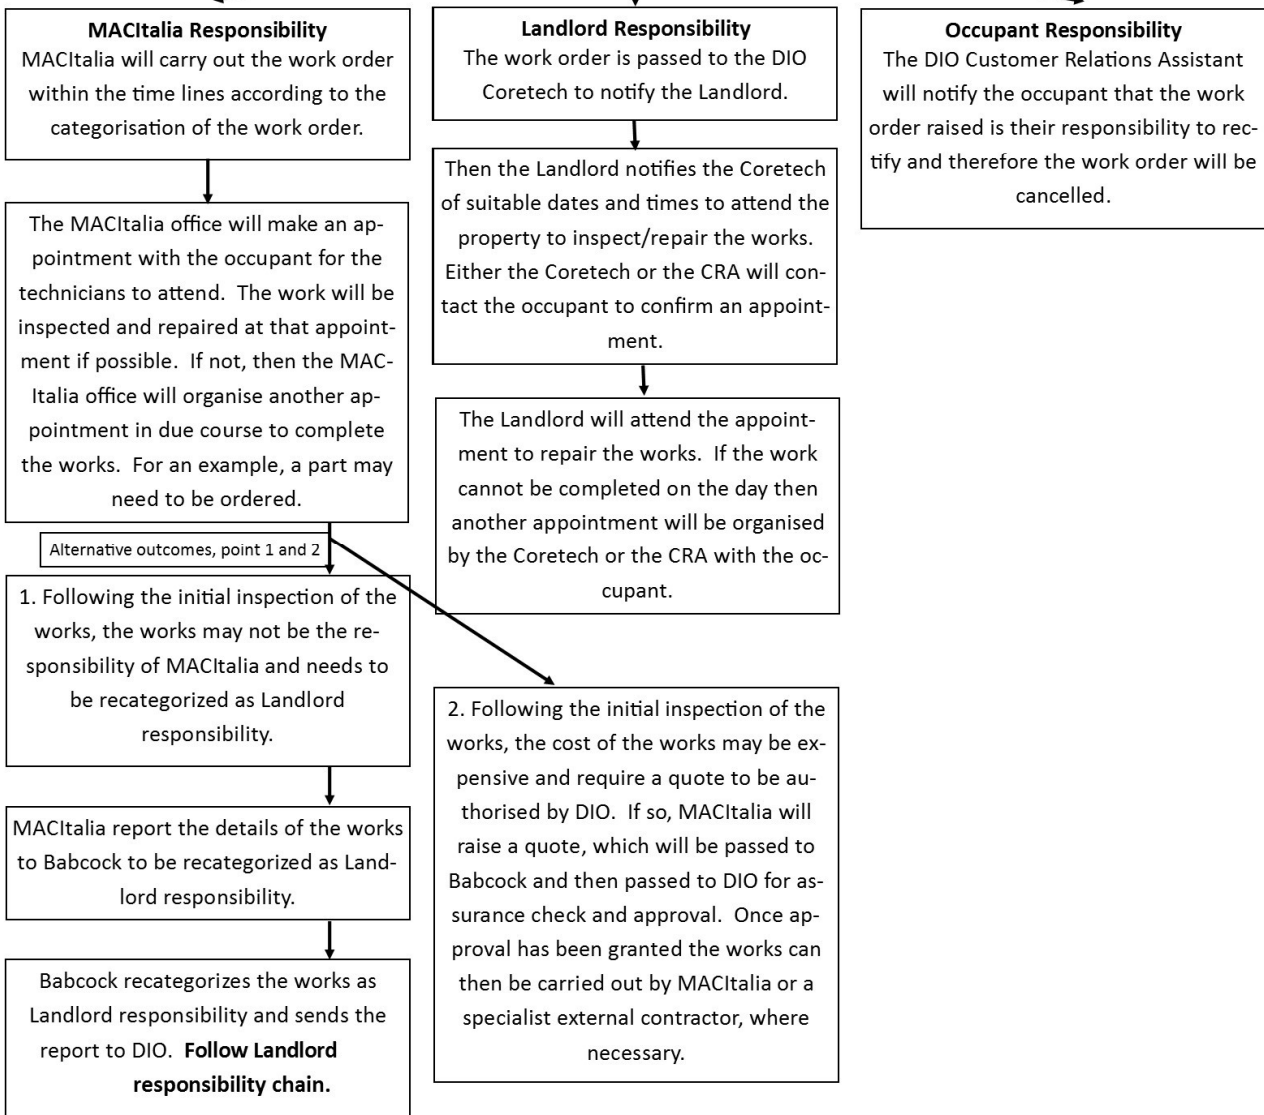 MACItalia Responsibility
MACItalia will carry out the work order
within the time lines according to the
categorisation of the work order.
The MACItalia office will make an ap-
pointment with the occupant for the
technicians to attend.  The work will be
inspected and repaired at that appoint-
ment if possible.  If not, then the MAC-
Italia office will organise another ap-
pointment in due course to complete
the works.  For an example, a part may
need to be ordered.
Alternative outcomes, point 1 and 2
1. Following the initial inspection of the
works, the works may not be the re-
sponsibility of MACItalia and needs to
be recategorized as Landlord
responsibility.
MACItalia report the details of the works
to Babcock to be recategorized as Land-
lord responsibility.
Babcock recategorizes the works as
Landlord responsibility and sends the
report to DIO.  Follow Landlord
responsibility chain.
Landlord Responsibility
The work order is passed to the DIO
Coretech to notify the Landlord.
Then the Landlord notifies the Coretech
of suitable dates and times to attend the
property to inspect/repair the works.
Either the Coretech or the CRA will con-
tact the occupant to confirm an appoint-
ment.
The Landlord will attend the appoint-
ment to repair the works.  If the work
cannot be completed on the day then
another appointment will be organised
by the Coretech or the CRA with the oc-
cupant.
2. Following the initial inspection of the
works, the cost of the works may be ex-
pensive and require a quote to be au-
thorised by DIO.  If so, MACItalia will
raise a quote, which will be passed to
Babcock and then passed to DIO for as-
surance check and approval.  Once ap-
proval has been granted the works can
then be carried out by MACItalia or a
specialist external contractor, where
necessary.
Occupant Responsibility
The DIO Customer Relations Assistant
will notify the occupant that the work
order raised is their responsibility to rec-
tify and therefore the work order will be
cancelled.